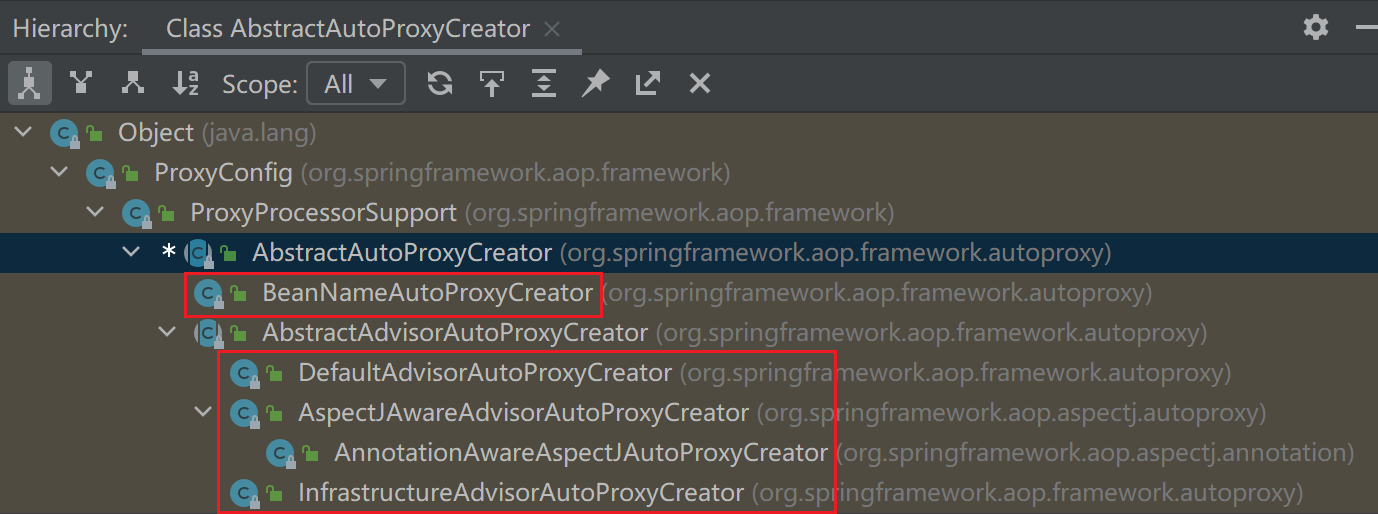 Hierarchy: Class AbstractAutoProxyCreator
Scope: All
Object (java.lang)
ProxyConfig (org.springframework.aop.framework)
ProxyProcessorSupport (org.springframework.aop.framework)
* AbstractAutoProxyCreator (org.springframework.aop.framework.autoproxy)
BeanNameAutoProxyCreator (org.springframework.aop.framework.autoproxy)
AbstractAdvisorAutoProxyCreator (org.springframework.aop.framework.autoproxy)
DefaultAdvisorAutoProxyCreator (org.springframework.aop.framework.autoproxy)
AspectJAwareAdvisorAutoProxyCreator (org.springframework.aop.aspectj.autoproxy)
AnnotationAwareAspectJAutoProxyCreator (org.springframework.aop.aspectj.annotation)
InfrastructureAdvisorAutoProxyCreator (org.springframework.aop.framework.autoproxy)